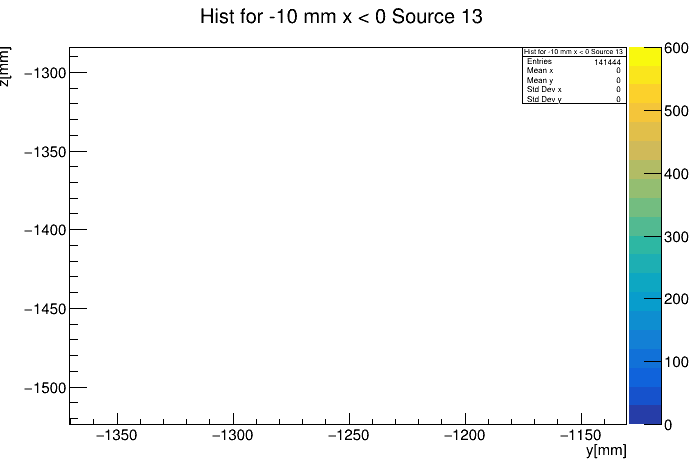 Hist for -10 mm x < 0 Source 13
z[mm]
Hist for -10 mm x < 0 Source 13
Entries 141444
Mean x 0
Mean y 0
Std Dev x 0
Std Dev y 0
−1300
−1350
−1400
−1450
−1500
−1350 −1300 −1250 −1200 −1150
y[mm]
600
500
400
300
200
100
0